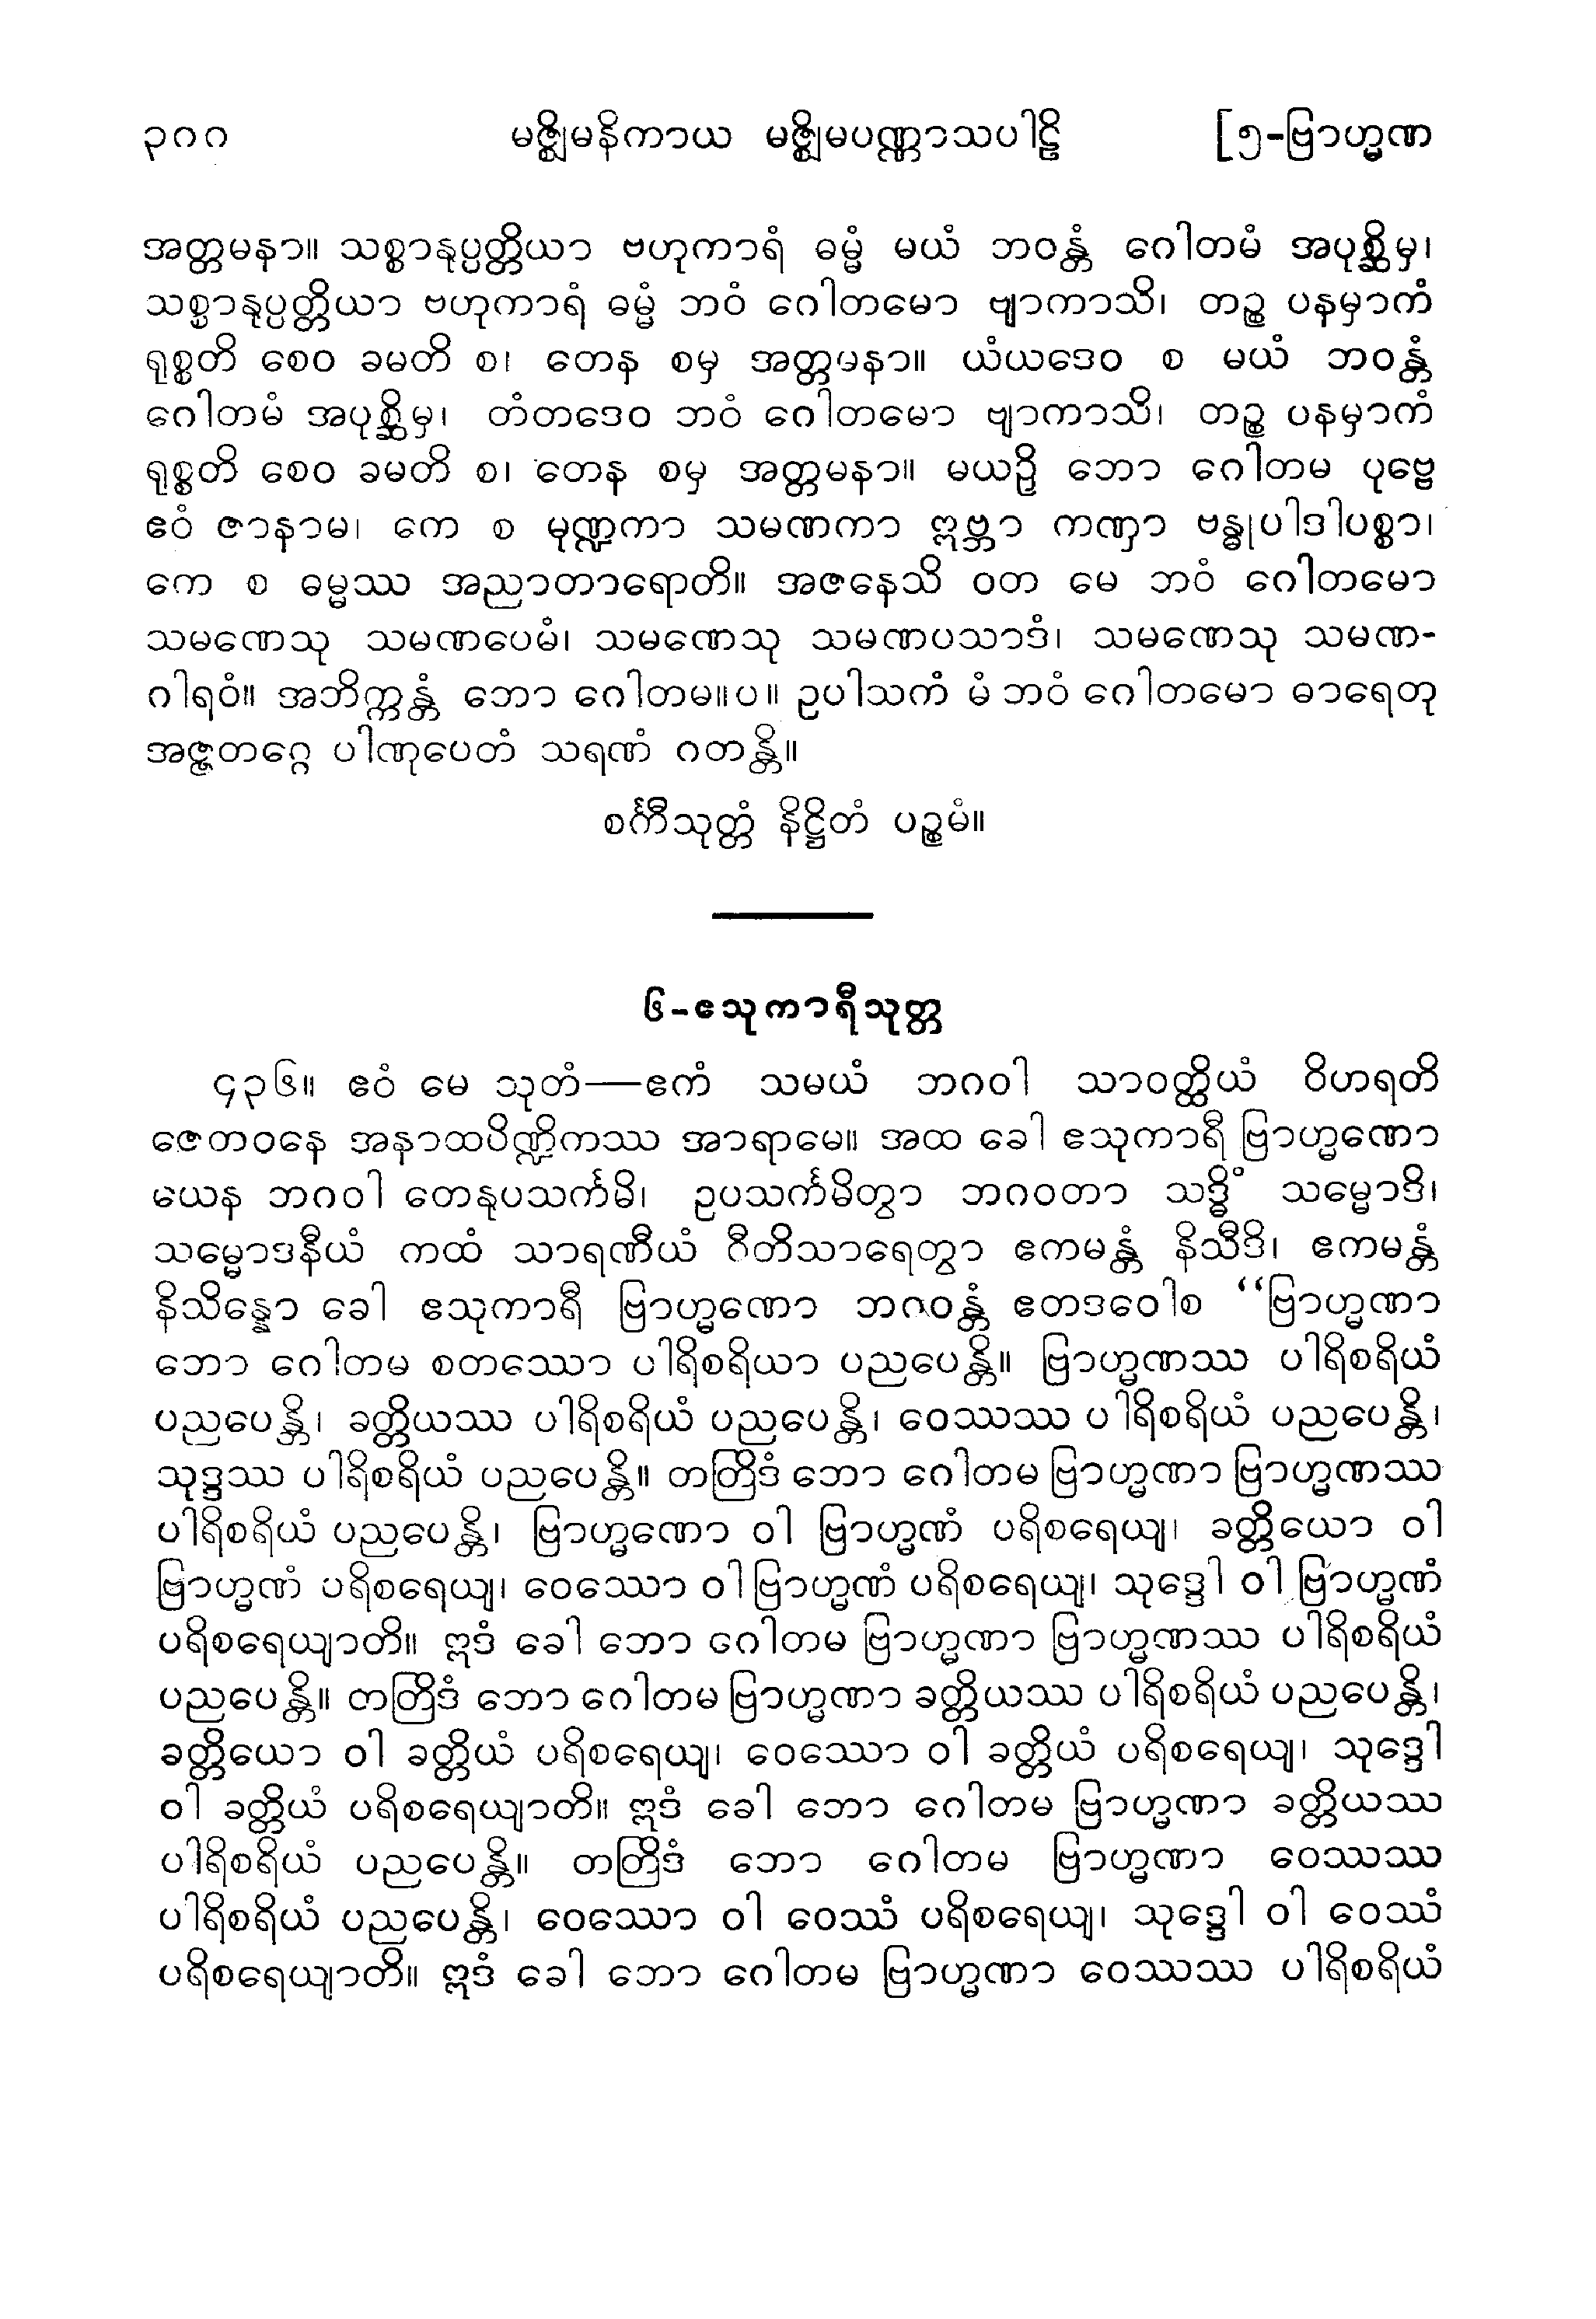 ၃၀၀ မဇ္ဈိမနိကာယ မဇ္ဈိမပဏ္ဏာသပါဠိ [၅-ဗြာဟ္မဏ
အတ္တမနာ။ သစ္စာနုပ္ပတ္တိယာ ဗဟုကာရံ ဓမ္မံ မယံ ဘဝန္တံ ဂေါတမံ အပုစ္ဆိမှ၊
သစ္စာနုပ္ပတ္တိယာ ဗဟုကာရံ ဓမ္မံ ဘဝံ ဂေါတမော ဗျာကာသိ၊ တဉ္စ ပနမှာကံ
ရုစ္စတိ စေဝ ခမတိ စ၊ တေန စမှ အတ္တမနာ။ ယံယဒေဝ စ မယံ ဘဝန္တံ
ဂေါတမံ အပုစ္ဆိမှ၊ တံတဒေဝ ဘဝံ ဂေါတမော ဗျာကာသိ၊ တဉ္စ ပနမှာကံ
ရုစ္စတိ စေဝ ခမတိ စ၊ တေန စမှ အတ္တမနာ။ မယဉှိ ဘော ဂေါတမ ပုဗ္ဗေ
ဧဝံ ဇာနာမ၊ ကေ စ မုဏ္ဍကာ သမဏကာ ဣဗ္ဘာ ကဏှာ ဗန္ဓုပါဒါပစ္စာ၊
ကေ စ ဓမ္မဿ အညာတာရောတိ။ အဇနေသိ ဝတ မေ ဘဝံ ဂေါတမော
သမဏေသု သမဏပေမံ၊ သမဏေသု သမဏပသာဒံ၊ သမဏေသု သမဏ-
ဂါရဝံ။ အဘိက္ကန္တံ ဘော ဂေါတမ။ပ။ ဥပါသကံ မံ ဘဝံ ဂေါတမော ဓာရေတု
အဇ္ဇတဂ္ဂေ ပါဏုပေတံ သရဏံ ဂတန္တိ။
စင်္ကီသုတ္တံ နိဋ္ဌိတံ ပဉ္စမံ။
၆-ဧသုကာရီသုတ္တ
၄၃၆။ ဧဝံ မေ သုတံ—ဧကံ သမယံ ဘဂဝါ သာဝတ္ထိယံ ဝိဟရတိ
ဇေတဝနေ အနာထပိဏ္ဍိကဿ အာရာမေ။ အထ ခေါ ဧသုကာရီ ဗြာဟ္မဏော
ယေန ဘဂဝါ တေနုပသင်္ကမိ၊ ဥပသင်္ကမိတွာ ဘဂဝတာ သဒ္ဓိံ သမ္မောဒိ၊
သမ္မောဒနီယံ ကထံ သာရဏီယံ ဝီတိသာရေတွာ ဧကမန္တံ နိသီဒိ၊ ဧကမန္တံ
နိသိန္နော ခေါ ဧသုကာရီ ဗြာဟ္မဏော ဘဂဝန္တံ ဧတဒဝေါစ “ဗြာဟ္မဏာ
ဘော ဂေါတမ စတဿော ပါရိစရိယာ ပညပေန္တိ။ ဗြာဟ္မဏဿ ပါရိစရိယံ
ပညပေန္တိ၊ ခတ္တိယဿ ပါရိစရိယံ ပညပေန္တိ၊ ဝေဿဿ ပါရိစရိယံ ပညပေန္တိ၊
သုဒ္ဒဿ ပါရိစရိယံ ပညပေန္တိ။ တတြိဒံ ဘော ဂေါတမ ဗြာဟ္မဏာ ဗြာဟ္မဏဿ
ပါရိစရိယံ ပညပေန္တိ၊ ဗြာဟ္မဏော ဝါ ဗြာဟ္မဏံ ပရိစရေယျ၊ ခတ္တိယော ဝါ
ဗြာဟ္မဏံ ပရိစရေယျ၊ ဝေဿော ဝါ ဗြာဟ္မဏံ ပရိစရေယျ၊ သုဒ္ဒေါ ဝါ ဗြာဟ္မဏံ
ပရိစရေယျာတိ။ ဣဒံ ခေါ ဘော ဂေါတမ ဗြာဟ္မဏာ ဗြာဟ္မဏဿ ပါရိစရိယံ
ပညပေန္တိ။ တတြိဒံ ဘော ဂေါတမ ဗြာဟ္မဏာ ခတ္တိယဿ ပါရိစရိယံ ပညပေန္တိ၊
ခတ္တိယော ဝါ ခတ္တိယံ ပရိစရေယျ၊ ဝေဿော ဝါ ခတ္တိယံ ပရိစရေယျ၊ သုဒ္ဒေါ
ဝါ ခတ္တိယံ ပရိစရေယျာတိ။ ဣဒံ ခေါ ဘော ဂေါတမ ဗြာဟ္မဏာ ခတ္တိယဿ
ပါရိစရိယံ ပညပေန္တိ။ တတြိဒံ ဘော ဂေါတမ ဗြာဟ္မဏာ ဝေဿဿ
ပါရိစရိယံ ပညပေန္တိ၊ ဝေဿော ဝါ ဝေဿံ ပရိစရေယျ၊ သုဒ္ဒေါ ဝါ ဝေဿံ
ပရိစရေယျာတိ။ ဣဒံ ခေါ ဘော ဂေါတမ ဗြာဟ္မဏာ ဝေဿဿ ပါရိစရိယံ